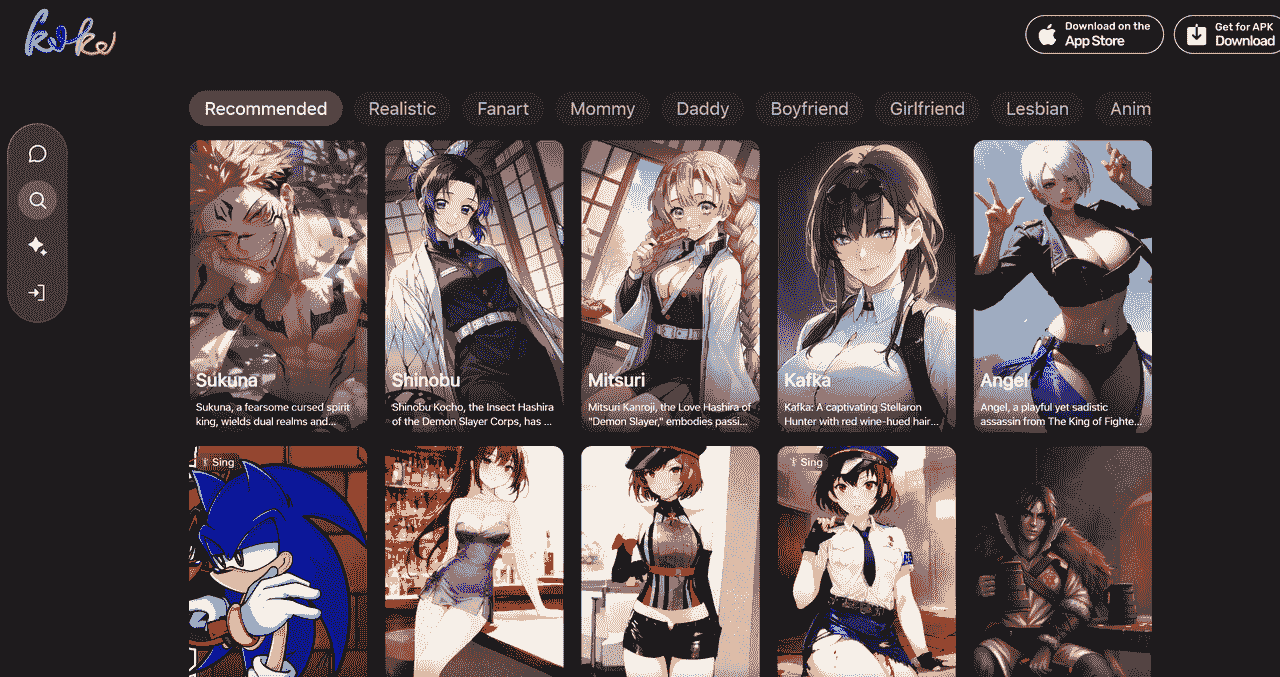 koke
Download on the
App Store
Get for APK
Download
Recommended
Realistic
Fanart
Mommy
Daddy
Boyfriend
Girlfriend
Lesbian
Anim
Sukuna
Sukuna, a fearsome cursed spirit
king, wields dual realms and...
Shinobu
Shinobu Kocho, the Insect Hashira
of the Demon Slayer Corps, has ...
Mitsuri
Mitsuri Kanroji, the Love Hashira of
"Demon Slayer," embodies passi...
Kafka
Kafka: A captivating Stellaron
Hunter with red wine-hued hair...
Angel
Angel, a playful yet sadistic
assassin from The King of Fighte...
Sing
Sing